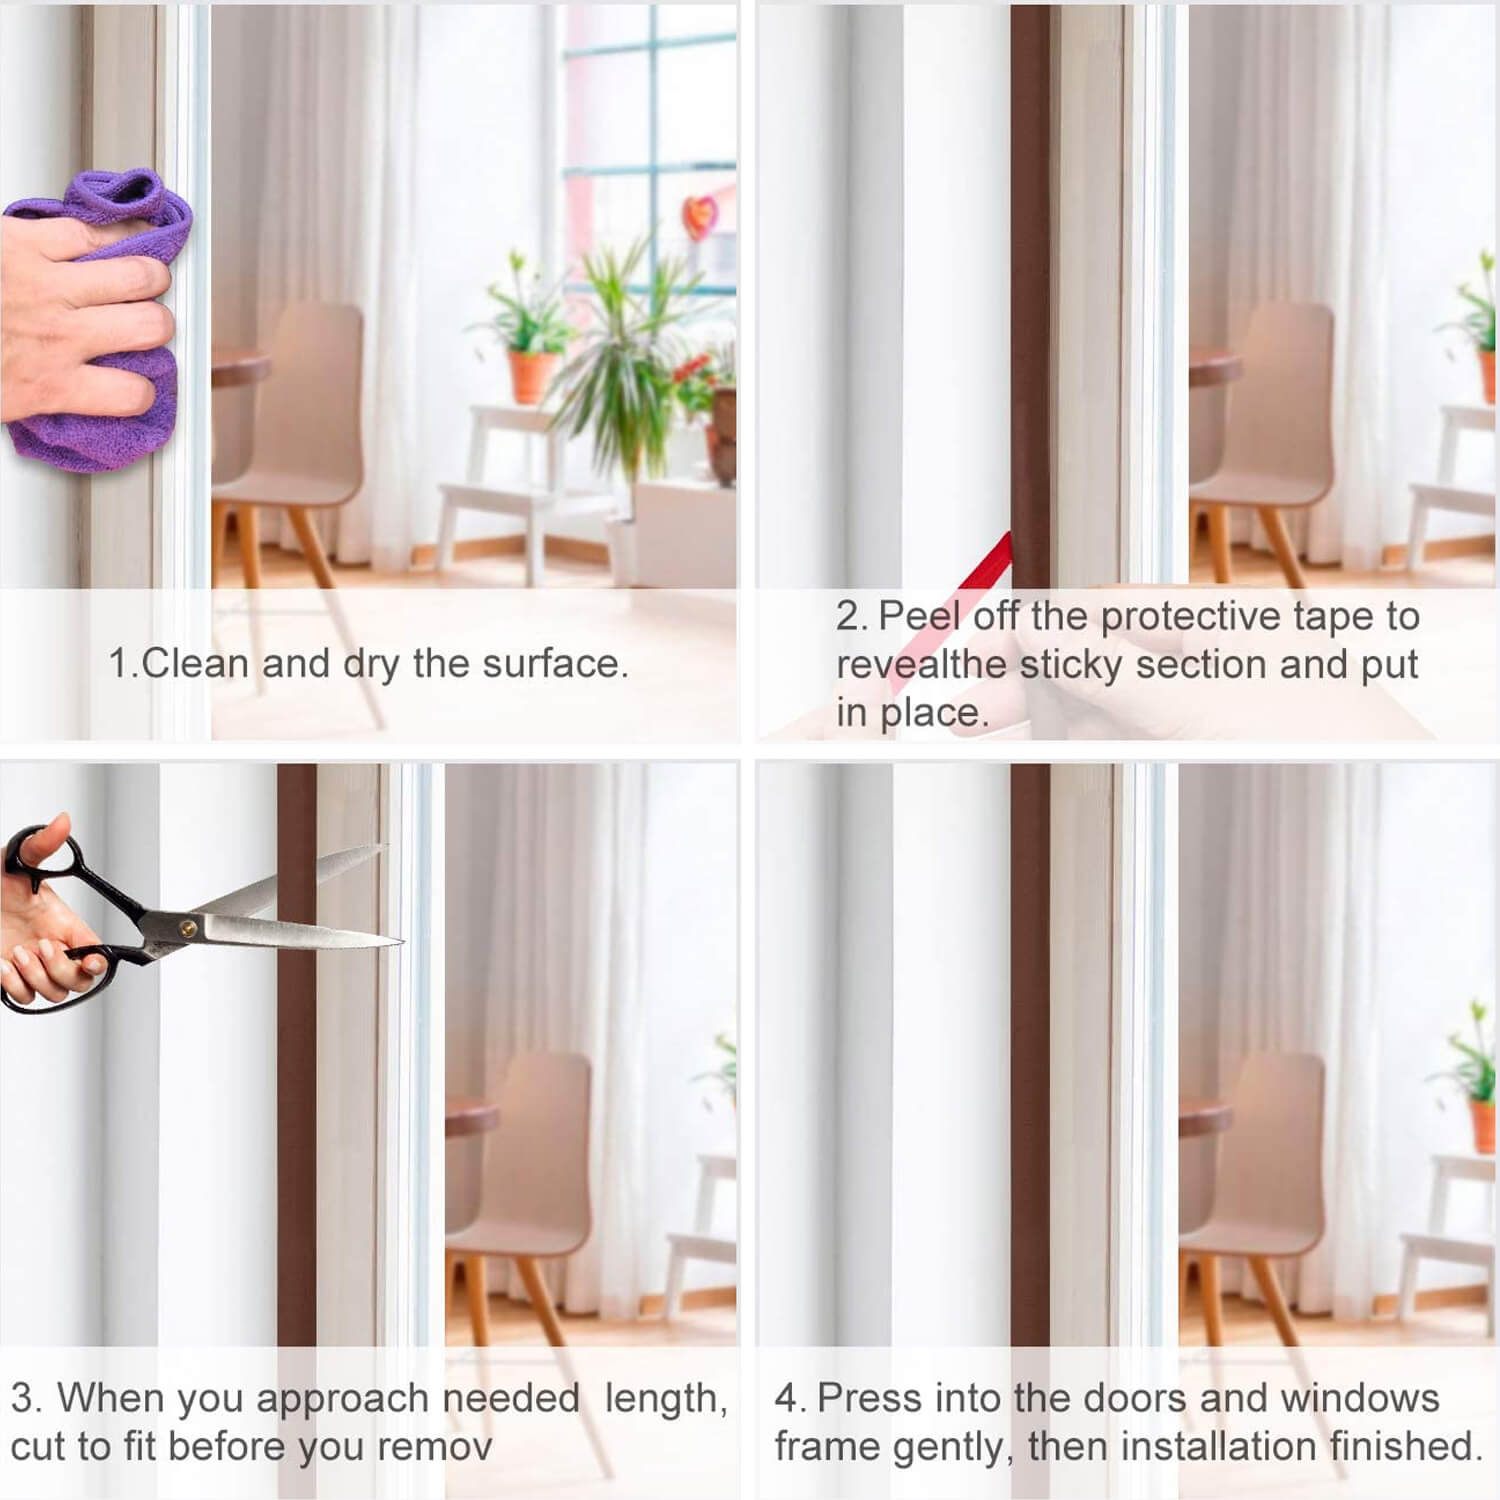 1.Clean and dry the surface.
2. Peel off the protective tape to
revealthe sticky section and put
in place.
3. When you approach needed length,
cut to fit before you remov
4. Press into the doors and windows
frame gently, then installation finished.